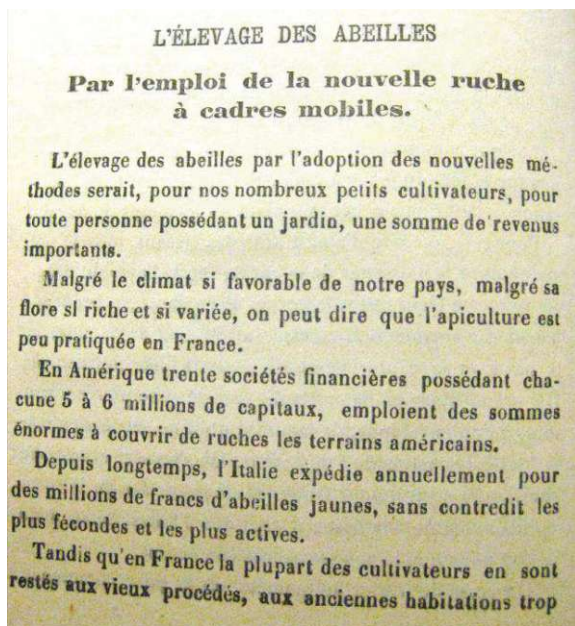 L'ÉLEVAGE DES ABEILLES
Par l'emploi de la nouvelle ruche
à cadres mobiles.
L'élevage des abeilles par l'adoption des nouvelles mé-
thodes serait, pour nos nombreux petits cultivateurs, pour
toute personne possédant un jardin, une somme de revenus
importants.
Malgré le climat si favorable de notre pays, malgré sa
flore si riche et si variée, on peut dire que l'apiculture est
peu pratiquée en France.
En Amérique trente sociétés financières possédant cha-
cune 5 à 6 millions de capitaux, emploient des sommes
énormes à couvrir de ruches les terrains américains.
Depuis longtemps, l'Italie expédie annuellement pour
des millions de francs d'abeilles jaunes, sans contredit les
plus fécondes et les plus actives.
Tandis qu'en France la plupart des cultivateurs en sont
restés aux vieux procédés, aux anciennes habitations trop